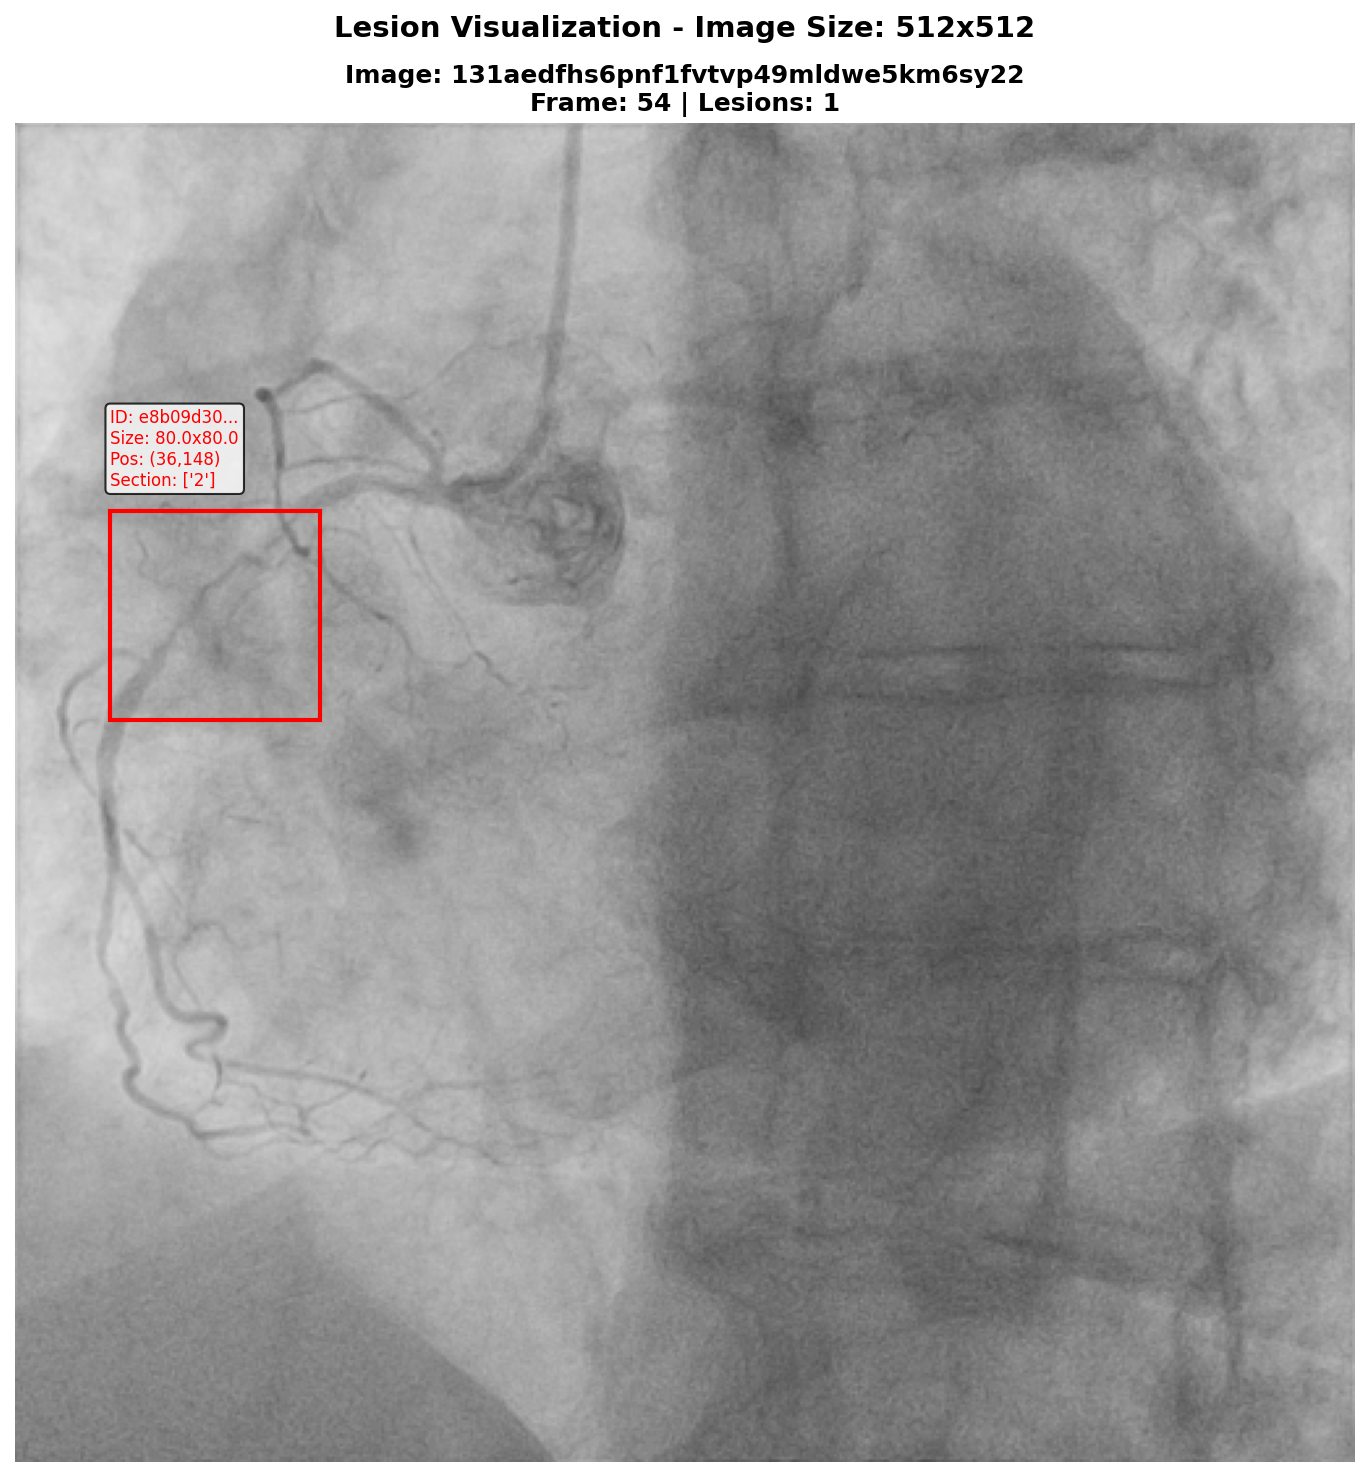 Lesion Visualization - Image Size: 512x512
Image: 131aedfhs6pnf1fvtvp49mldwe5km6sy22
Frame: 54 | Lesions: 1
ID: e8b09d30...
Size: 80.0x80.0
Pos: (36,148)
Section: ['2']